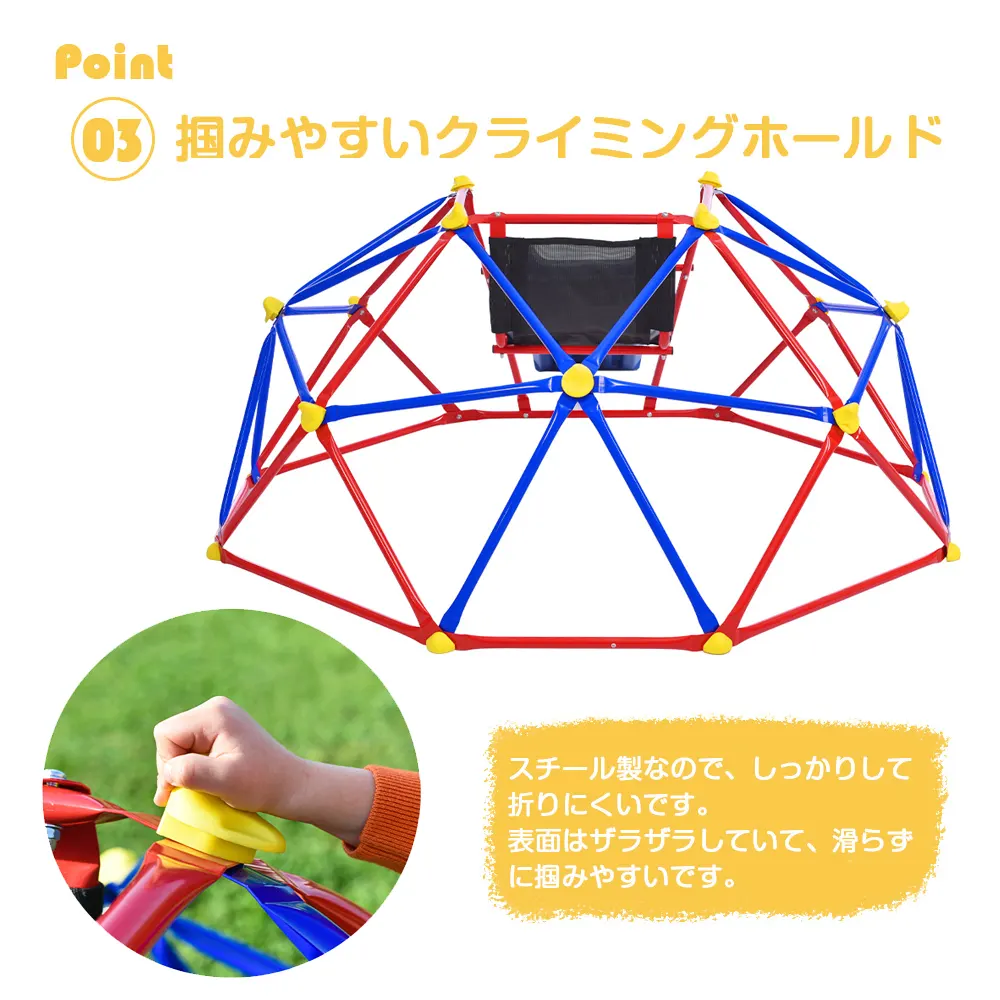 Point
03 掴みやすいクライミングホールド
スチール製なので、しっかりして
折りにくいです。
表面はザラザラしていて、滑らず
に掴みやすいです。